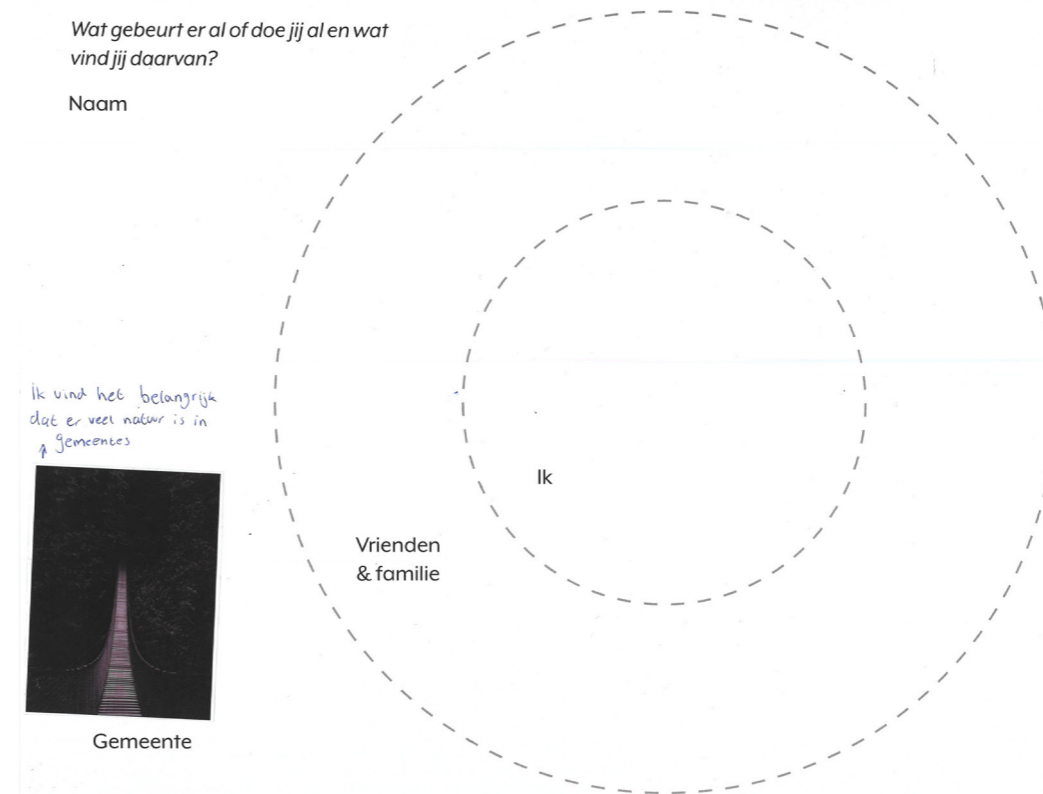 Wat gebeurt er al of doe jij al en wat
vind jij daarvan?
Naam
Ik vind het belangrijk
dat er veel natuur is in
gemeentes
Ik
Vrienden
& familie
Gemeente